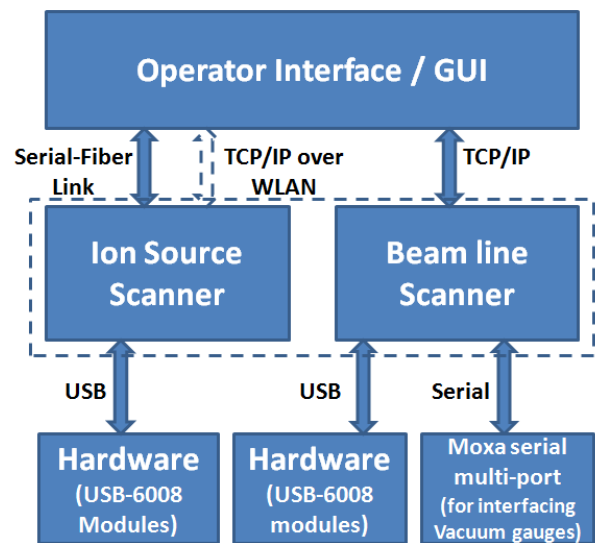 Operator Interface / GUI
Serial-Fiber
Link
TCP/IP over
WLAN
TCP/IP
Ion Source
Scanner
Beam line
Scanner
USB
USB
Serial
Hardware
(USB-6008
Modules)
Hardware
(USB-6008
modules)
Moxa serial
multi-port
(for interfacing
Vacuum gauges)